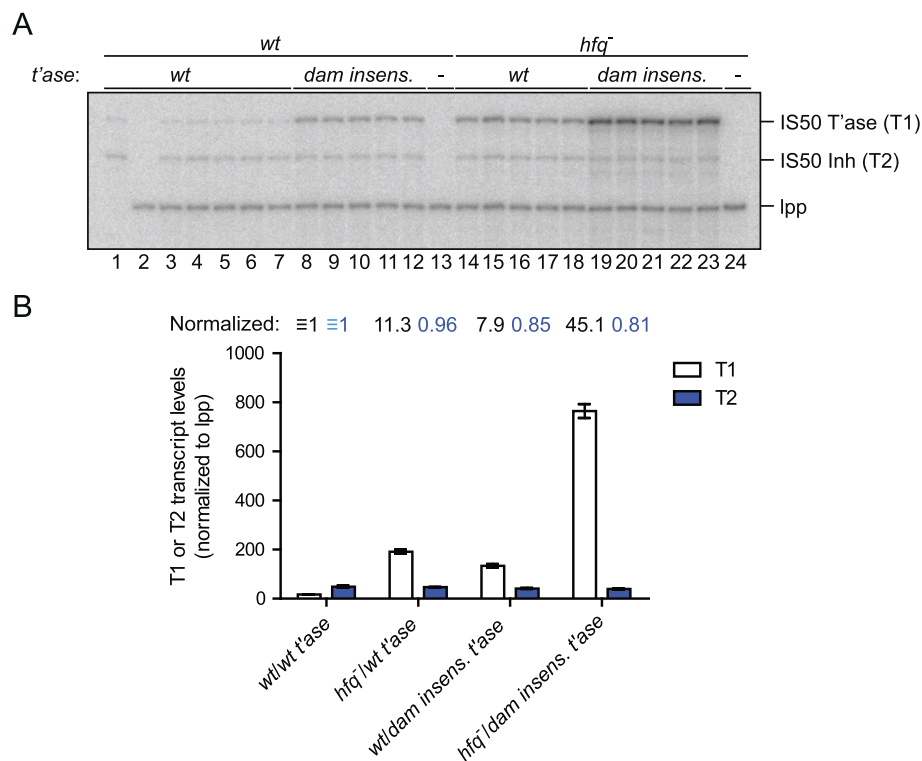 A
wt hfq⁻
t'ase: wt dam insens. - wt dam insens. -
IS50 T'ase (T1)
IS50 Inh (T2)
lpp
1 2 3 4 5 6 7 8 9 10 11 12 13 14 15 16 17 18 19 20 21 22 23 24
B
Normalized: ≡1 ≡1 11.3 0.96 7.9 0.85 45.1 0.81
T1 or T2 transcript levels
(normalized to lpp)
1000
800
600
400
200
0
T1
T2
wt/wt t'ase
hfq⁻/wt t'ase
wt/dam insens. t'ase
hfq⁻/dam insens. t'ase